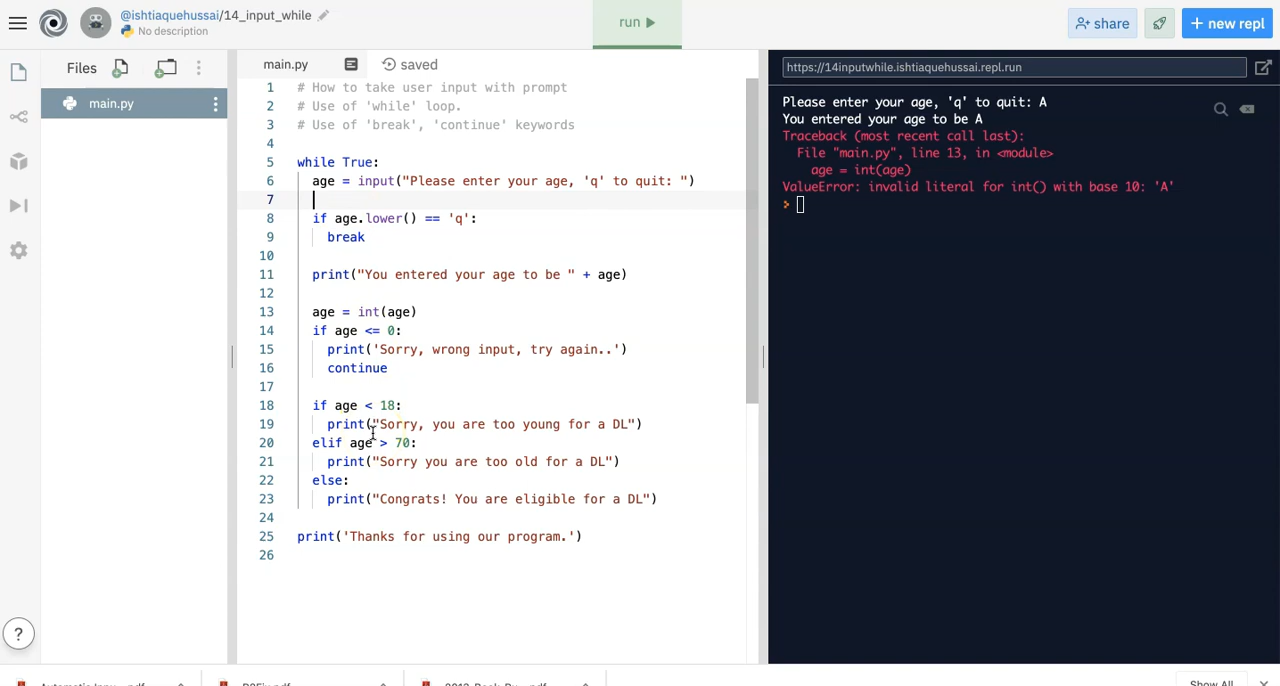 @ishtiaquehussai/14_input_while
No description
run
share
+ new repl
Files
main.py
saved
https://14inputwhile.ishtiaquehussai.repl.run
main.py
1 # How to take user input with prompt
2 # Use of 'while' loop.
3 # Use of 'break', 'continue' keywords
4
5 while True:
6 age = input("Please enter your age, 'q' to quit: ")
7
8 if age.lower() == 'q':
9 break
10
11 print("You entered your age to be " + age)
12
13 age = int(age)
14 if age <= 0:
15 print('Sorry, wrong input, try again..')
16 continue
17
18 if age < 18:
19 print("Sorry, you are too young for a DL")
20 elif age > 70:
21 print("Sorry you are too old for a DL")
22 else:
23 print("Congrats! You are eligible for a DL")
24
25 print('Thanks for using our program.')
26
Please enter your age, 'q' to quit: A
You entered your age to be A
Traceback (most recent call last):
File "main.py", line 13, in <module>
age = int(age)
ValueError: invalid literal for int() with base 10: 'A'
>
?
Show All